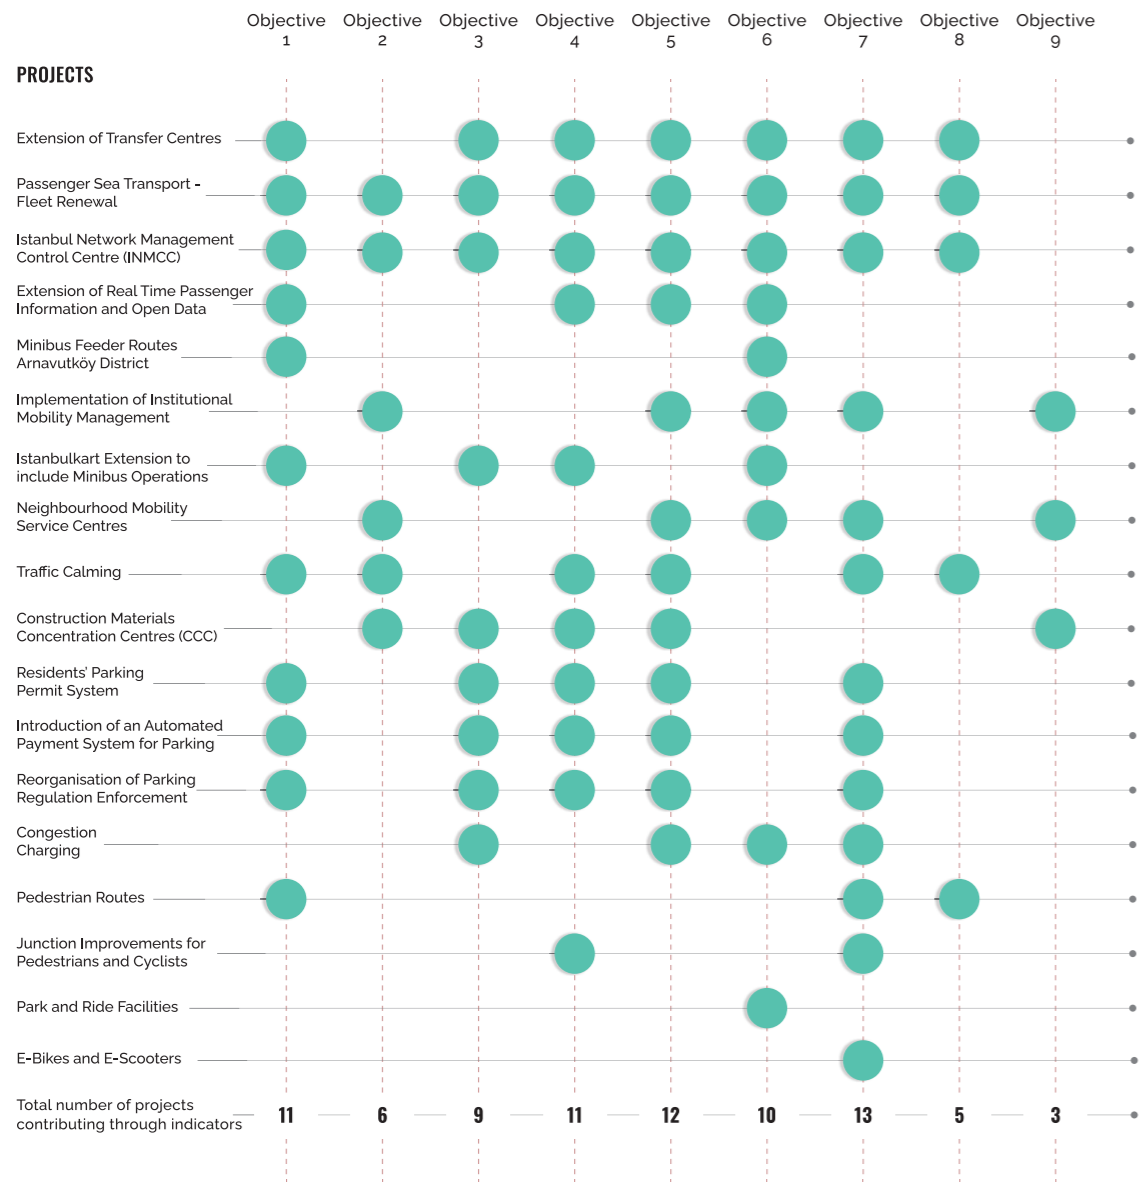 Objective Objective Objective Objective Objective Objective Objective Objective Objective
1 2 3 4 5 6 7 8 9
PROJECTS
Extension of Transfer Centres
Passenger Sea Transport -
Fleet Renewal
Istanbul Network Management
Control Centre (INMCC)
Extension of Real Time Passenger
Information and Open Data
Minibus Feeder Routes
Arnavutköy District
Implementation of Institutional
Mobility Management
Istanbulkart Extension to
include Minibus Operations
Neighbourhood Mobility
Service Centres
Traffic Calming
Construction Materials
Concentration Centres (CCC)
Residents' Parking
Permit System
Introduction of an Automated
Payment System for Parking
Reorganisation of Parking
Regulation Enforcement
Congestion
Charging
Pedestrian Routes
Junction Improvements for
Pedestrians and Cyclists
Park and Ride Facilities
E-Bikes and E-Scooters
Total number of projects
contributing through indicators
11 6 9 11 12 10 13 5 3